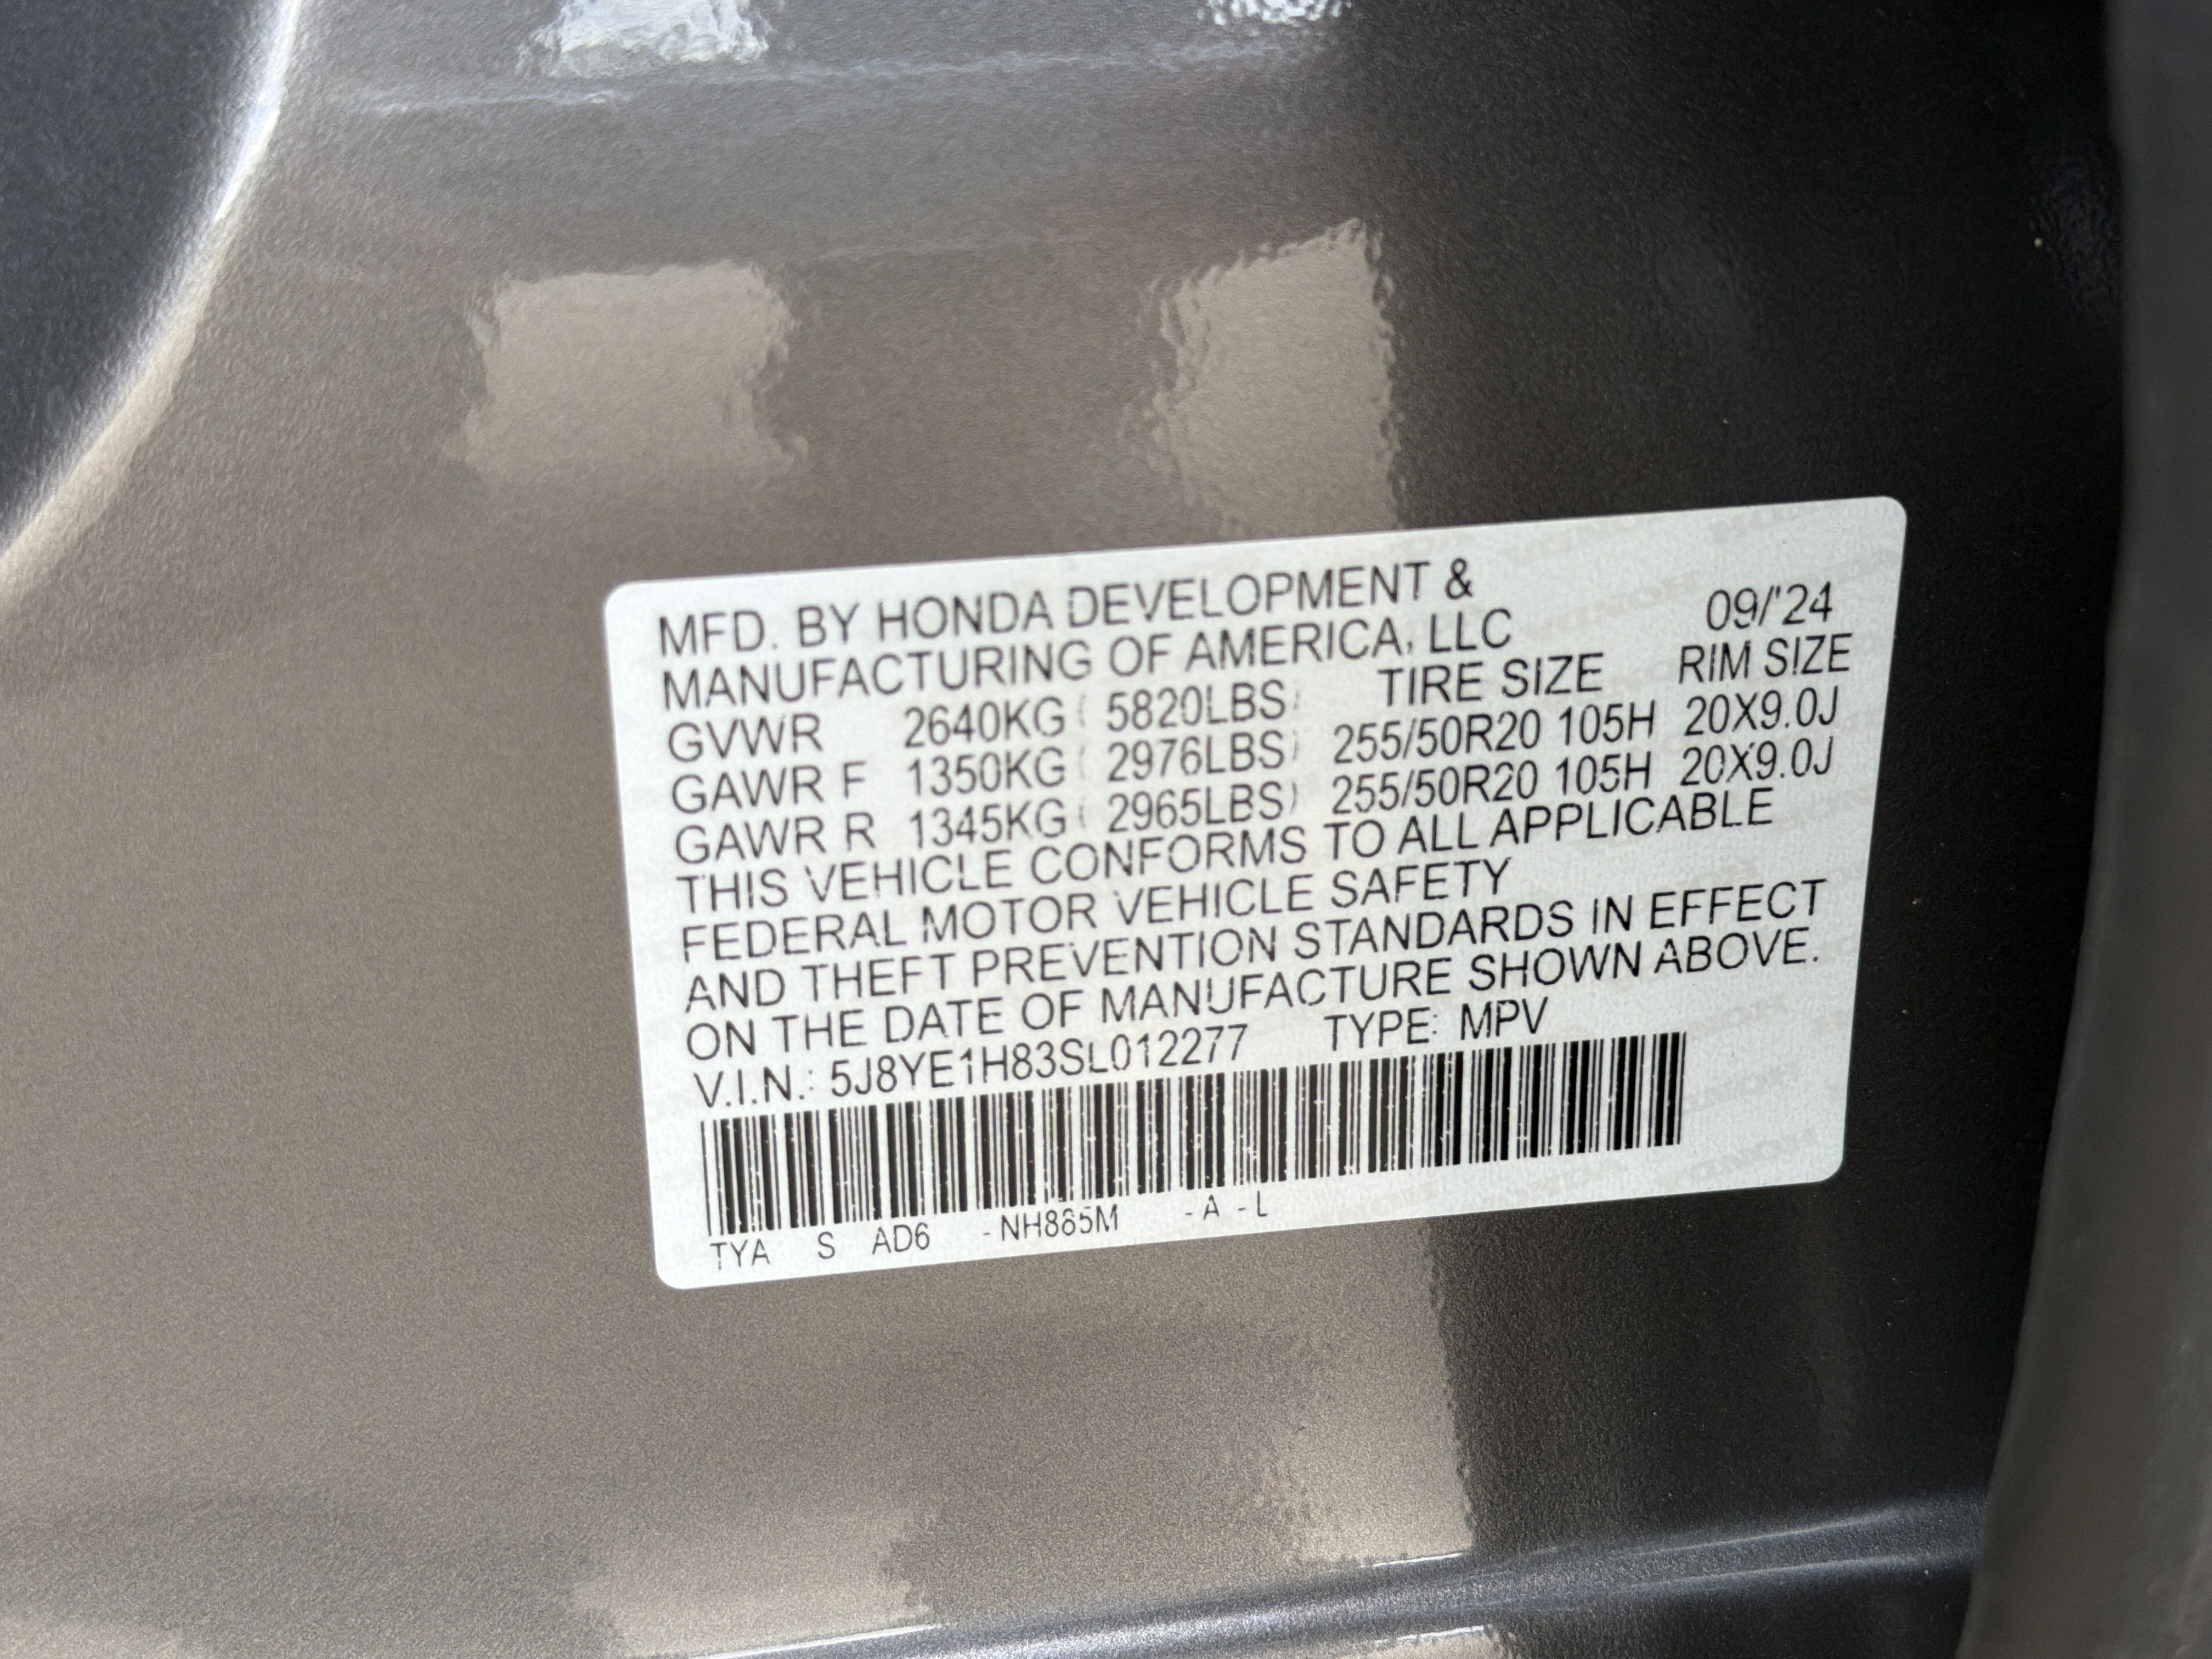 MFD. BY HONDA DEVELOPMENT &
MANUFACTURING OF AMERICA, LLC 09/'24
GVWR 2640KG ( 5820LBS) TIRE SIZE RIM SIZE
GAWR F 1350KG ( 2976LBS) 255/50R20 105H 20X9.0J
GAWR R 1345KG ( 2965LBS) 255/50R20 105H 20X9.0J
THIS VEHICLE CONFORMS TO ALL APPLICABLE
FEDERAL MOTOR VEHICLE SAFETY
AND THEFT PREVENTION STANDARDS IN EFFECT
ON THE DATE OF MANUFACTURE SHOWN ABOVE.
V.I.N.: 5J8YE1H83SL012277 TYPE: MPV
TYA S AD6 -NH885M -A -L